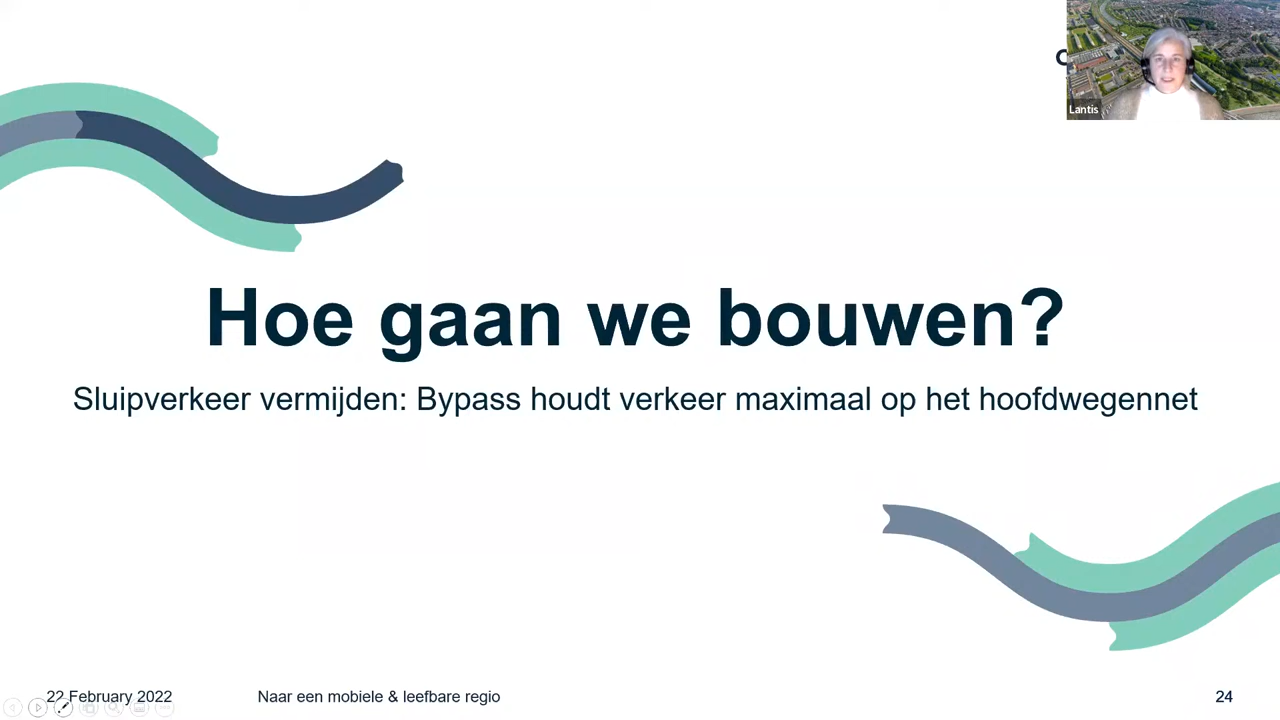 Lantis
Hoe gaan we bouwen?
Sluipverkeer vermijden: Bypass houdt verkeer maximaal op het hoofdwegennet
22 February 2022
Naar een mobiele & leefbare regio
24